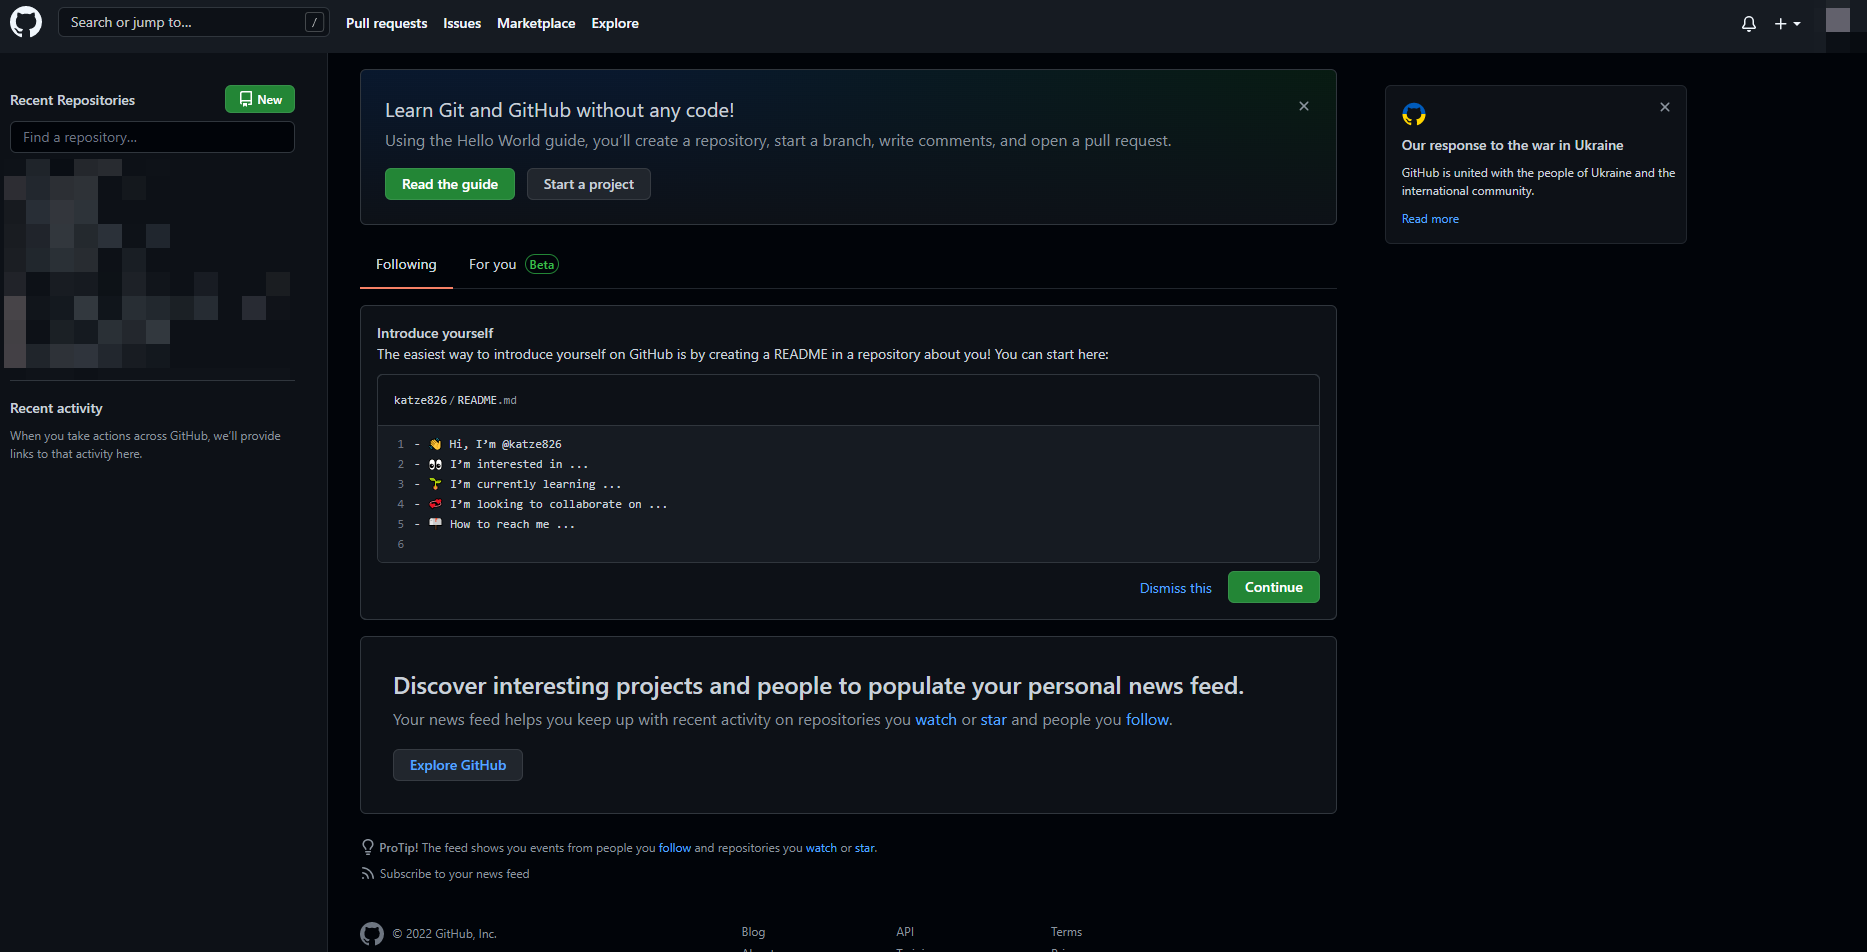 Search or jump to... /
Pull requests Issues Marketplace Explore
Recent Repositories
New
Find a repository...
Recent activity
When you take actions across GitHub, we'll provide
links to that activity here.
Learn Git and GitHub without any code!
Using the Hello World guide, you'll create a repository, start a branch, write comments, and open a pull request.
Read the guide
Start a project
Following
For you Beta
Introduce yourself
The easiest way to introduce yourself on GitHub is by creating a README in a repository about you! You can start here:
katze826/README.md
1 - 👋 Hi, I'm @katze826
2 - 👀 I'm interested in ...
3 - 🌱 I'm currently learning ...
4 - 💞️ I'm looking to collaborate on ...
5 - 📫 How to reach me ...
6
Dismiss this
Continue
Discover interesting projects and people to populate your personal news feed.
Your news feed helps you keep up with recent activity on repositories you watch or star and people you follow.
Explore GitHub
ProTip! The feed shows you events from people you follow and repositories you watch or star.
Subscribe to your news feed
© 2022 GitHub, Inc.
Blog
API
Terms
Our response to the war in Ukraine
GitHub is united with the people of Ukraine and the
international community.
Read more